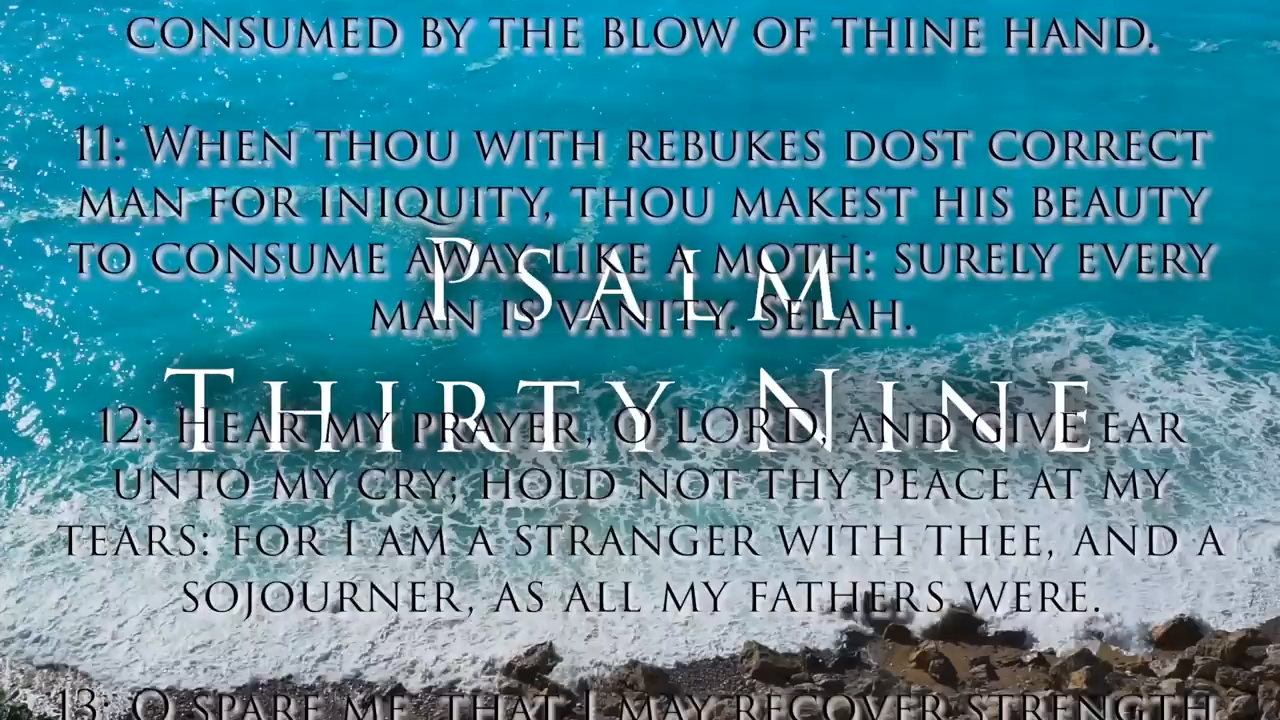 CONSUMED BY THE BLOW OF THINE HAND.
11: WHEN THOU WITH REBUKES DOST CORRECT
MAN FOR INIQUITY, THOU MAKEST HIS BEAUTY
TO CONSUME AWAY LIKE A MOTH: SURELY EVERY
MAN IS VANITY. SELAH.
12: HEAR MY PRAYER, O LORD, AND GIVE EAR
UNTO MY CRY; HOLD NOT THY PEACE AT MY
TEARS: FOR I AM A STRANGER WITH THEE, AND A
SOJOURNER, AS ALL MY FATHERS WERE.
13: O SPARE ME, THAT I MAY RECOVER STRENGTH,
PSALM
THIRTY NINE